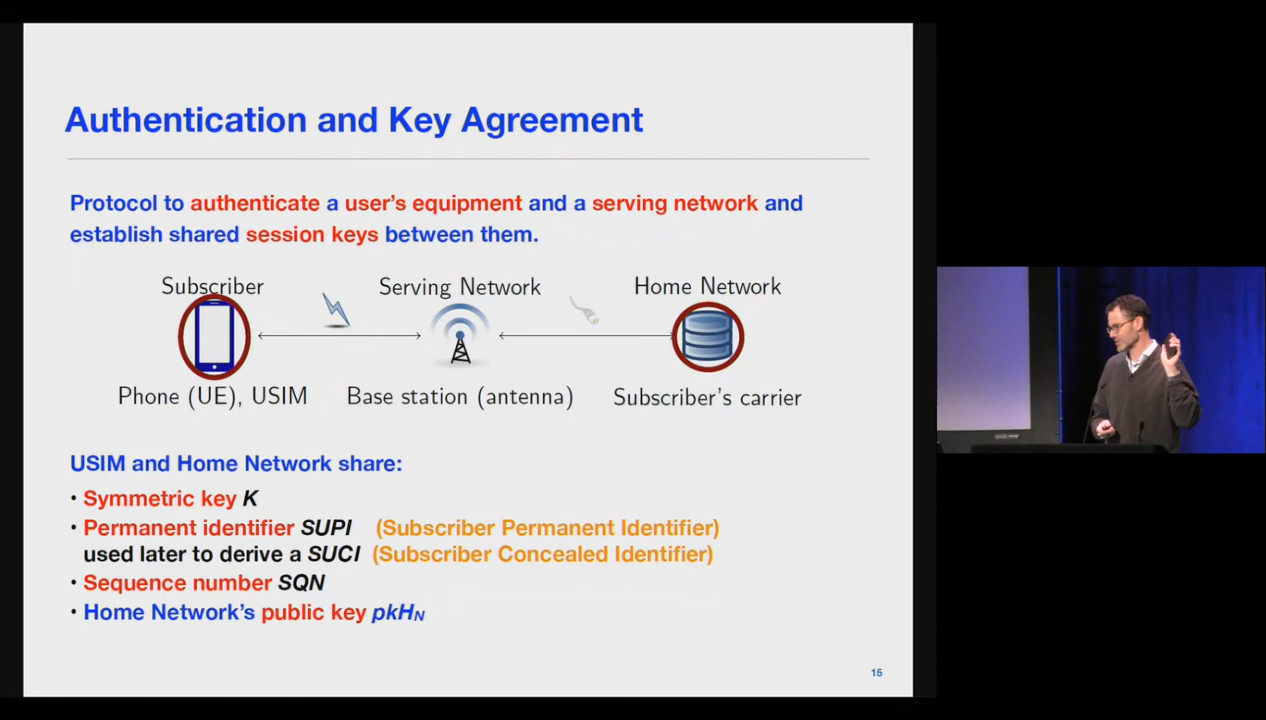 Authentication and Key Agreement
Protocol to authenticate a user's equipment and a serving network and
establish shared session keys between them.
Subscriber
Serving Network
Home Network
Phone (UE), USIM
Base station (antenna)
Subscriber's carrier
USIM and Home Network share:
• Symmetric key K
• Permanent identifier SUPI (Subscriber Permanent Identifier)
used later to derive a SUCI (Subscriber Concealed Identifier)
• Sequence number SQN
• Home Network's public key pkHN
15